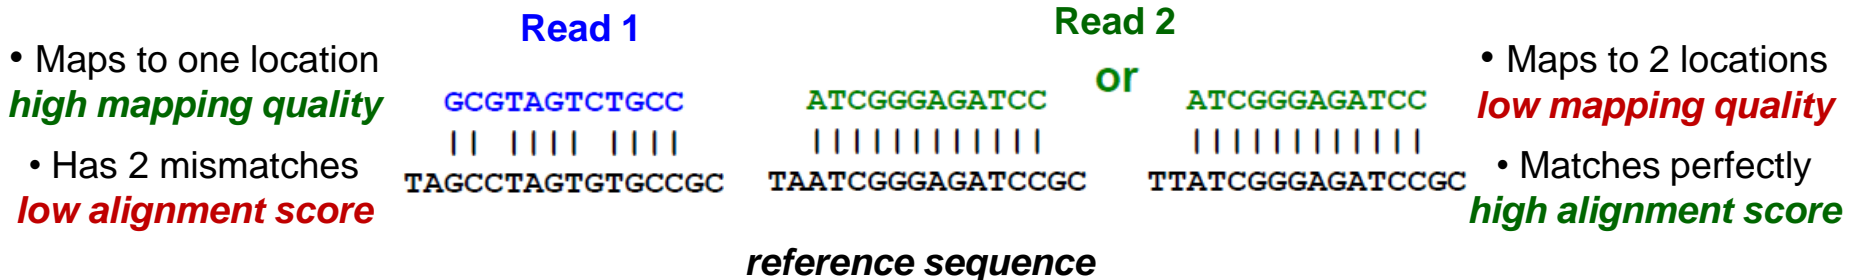 Read 1
Read 2
• Maps to one location
high mapping quality
• Has 2 mismatches
low alignment score
GCGTAGTCTGCC
|| |||| ||||
TAGCCTAGTGTGCCGC
ATCGGGAGATCC
||||||||||||
TAATCGGGAGATCCGC
or
ATCGGGAGATCC
||||||||||||
TTATCGGGAGATCCGC
• Maps to 2 locations
low mapping quality
• Matches perfectly
high alignment score
reference sequence